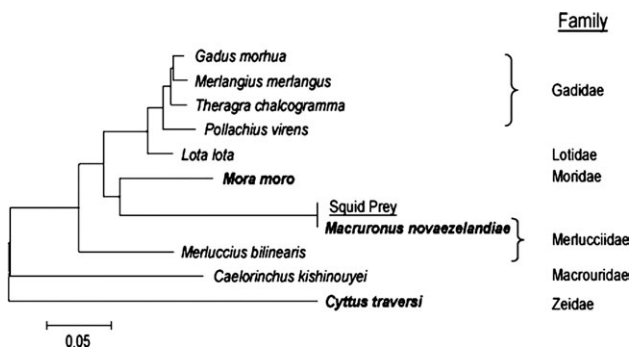 Family
Gadus morhua
Merlangius merlangus
Theragra chalcogramma
Gadidae
Pollachius virens
Lota lota Lotidae
Mora moro Moridae
Squid Prey
Macruronus novaezelandiae
Merlucciidae
Merluccius bilinearis
Caelorinchus kishinouyei Macrouridae
Cyttus traversi Zeidae
0.05